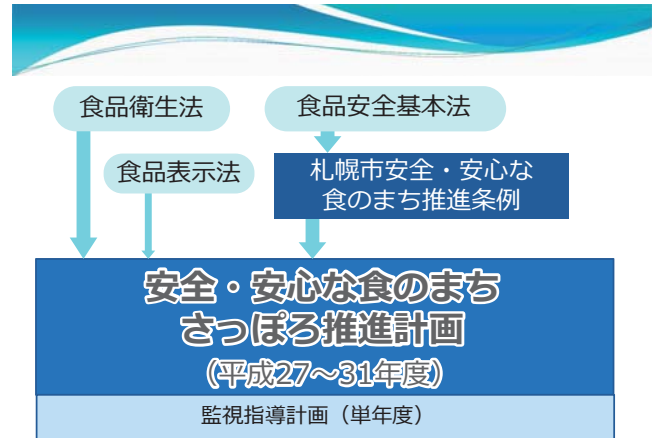 食品衛生法
食品安全基本法
食品表示法
札幌市安全・安心な
食のまち推進条例
安全・安心な食のまち
さっぽろ推進計画
（平成27～31年度）
監視指導計画（単年度）